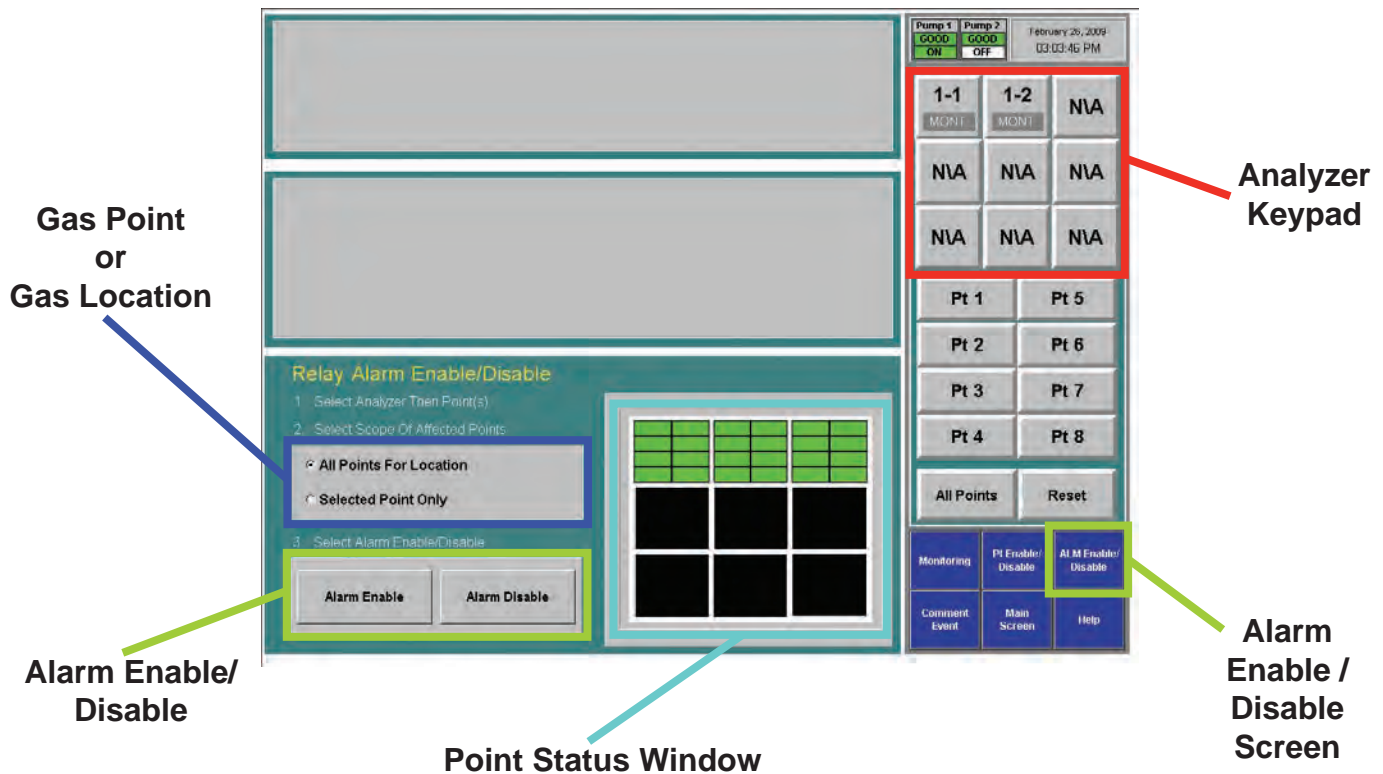 Pump 1 Pump 2
GOOD GOOD
ON OFF
February 26, 2009
03:03:46 PM
1-1 1-2 N\A
MONT MONT
N\A N\A N\A
N\A N\A N\A
Analyzer
Keypad
Gas Point
or
Gas Location
Pt 1 Pt 5
Pt 2 Pt 6
Pt 3 Pt 7
Pt 4 Pt 8
All Points Reset
Relay Alarm Enable/Disable
1. Select Analyzer Then Point(s)
2. Select Scope Of Affected Points
All Points For Location
Selected Point Only
3. Select Alarm Enable/Disable
Alarm Enable Alarm Disable
Monitoring PI Enable/
Disable ALM Enable/
Disable
Comment
Event Main
Screen Help
Alarm Enable/
Disable
Point Status Window
Alarm
Enable /
Disable
Screen